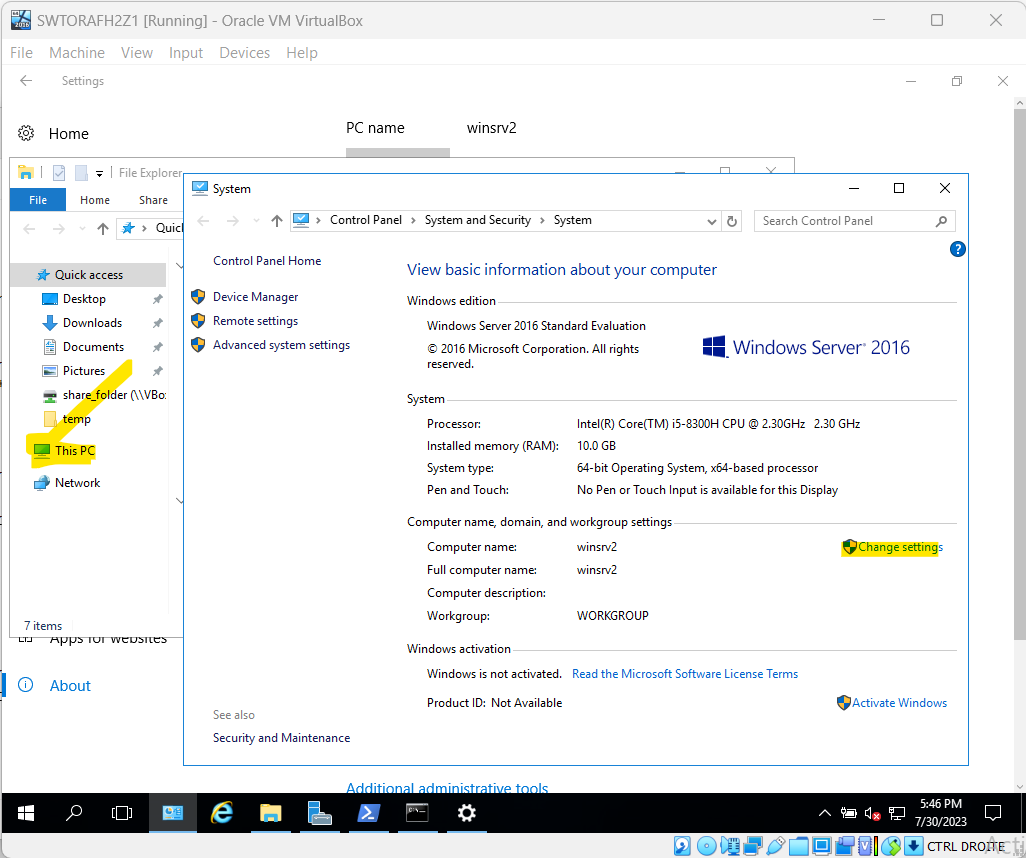 SWTORAFH2Z1 [Running] - Oracle VM VirtualBox
File Machine View Input Devices Help
Settings
Home
PC name winsrv2
File Explorer
File Home Share
Quick access
Desktop
Downloads
Documents
Pictures
share_folder (\\VBo
temp
This PC
Network
7 items
Apps for websites
About
System
Control Panel System and Security System
Search Control Panel
Control Panel Home
Device Manager
Remote settings
Advanced system settings
See also
Security and Maintenance
View basic information about your computer
Windows edition
Windows Server 2016 Standard Evaluation
© 2016 Microsoft Corporation. All rights
reserved.
Windows Server® 2016
System
Processor: Intel(R) Core(TM) i5-8300H CPU @ 2.30GHz 2.30 GHz
Installed memory (RAM): 10.0 GB
System type: 64-bit Operating System, x64-based processor
Pen and Touch: No Pen or Touch Input is available for this Display
Computer name, domain, and workgroup settings
Computer name: winsrv2
Change settings
Full computer name: winsrv2
Computer description:
Workgroup: WORKGROUP
Windows activation
Windows is not activated. Read the Microsoft Software License Terms
Product ID: Not Available
Activate Windows
Additional administrative tools
5:46 PM
7/30/2023
CTRL DROITE